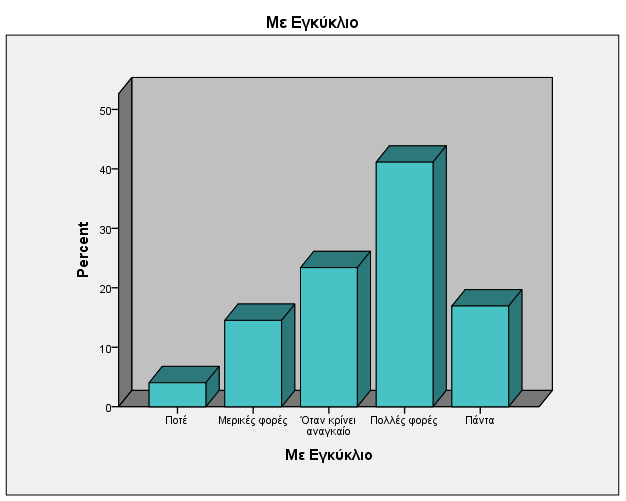 Με Εγκύκλιο
50
40
30
20
10
0
Percent
Ποτέ
Μερικές φορές
Όταν κρίνει
αναγκαίο
Πολλές φορές
Πάντα
Με Εγκύκλιο